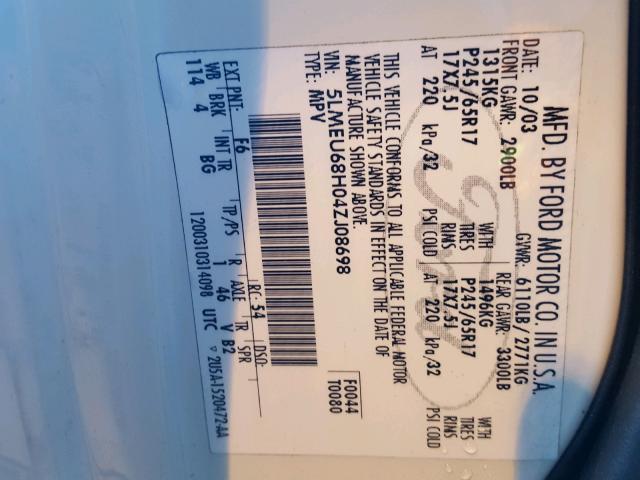 MFD. BY FORD MOTOR CO. IN U.S.A.
DATE: 10/03 GVWR: 6110LB/2771KG
FRONT GAWR: 2900LB REAR GAWR: 3300LB
1315KG WITH 1496KG WITH
P245/65R17 TIRES P245/65R17 TIRES
17X7.5J RIMS 17X7.5J RIMS
AT 220 kPa/32 PSI COLD AT 220 kPa/32 PSI COLD
THIS VEHICLE CONFORMS TO ALL APPLICABLE FEDERAL MOTOR
VEHICLE SAFETY STANDARDS IN EFFECT ON THE DATE OF
MANUFACTURE SHOWN ABOVE.
VIN: 5LMEU68H04ZJ08698 F0044
TYPE: MPV T0080
EXT PNT: F6 RC: 54 DSO:
WB BRK INT TR TP/PS R AXLE TR SPR
114 4 BG 1 46 V B2
1200310314098 UTC ▽ 2U5A-1520472-AA